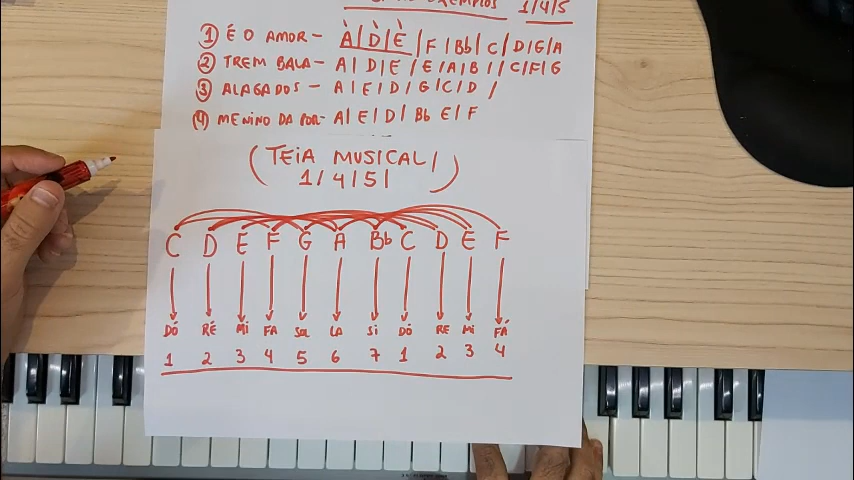 EXEMPLOS 1/4/5
① É O AMOR - À | D̀ | È | F | Bb | C / D/G/A
② TREM BALA - A | D | E / E/A/B / / C/F/G
③ ALAGADOS - A | E | D / G/C/D /
(4) MENINO DA POR- A | E | D | Bb E | F
( TEIA MUSICAL |
1/ 4 | 5 | )
C D E F G A Bb C D E F
DÓ RÉ MI FA Sol LA Si DÓ RE Mi FÁ
1 2 3 4 5 6 7 1 2 3 4